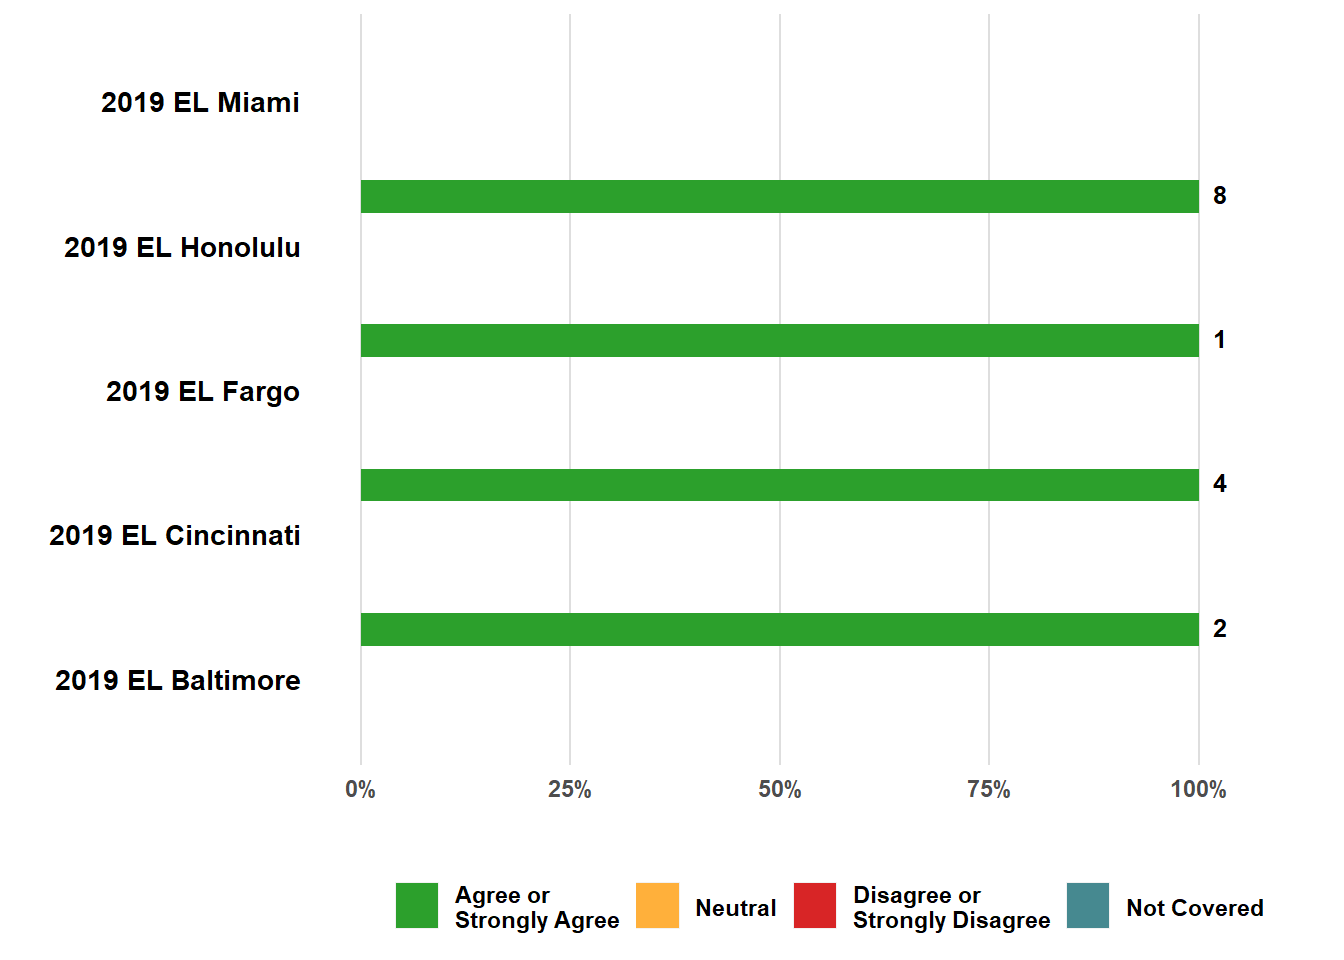 2019 EL Miami
8
2019 EL Honolulu
1
2019 EL Fargo
4
2019 EL Cincinnati
2
2019 EL Baltimore
0% 25% 50% 75% 100%
Agree or
Strongly Agree
Neutral
Disagree or
Strongly Disagree
Not Covered